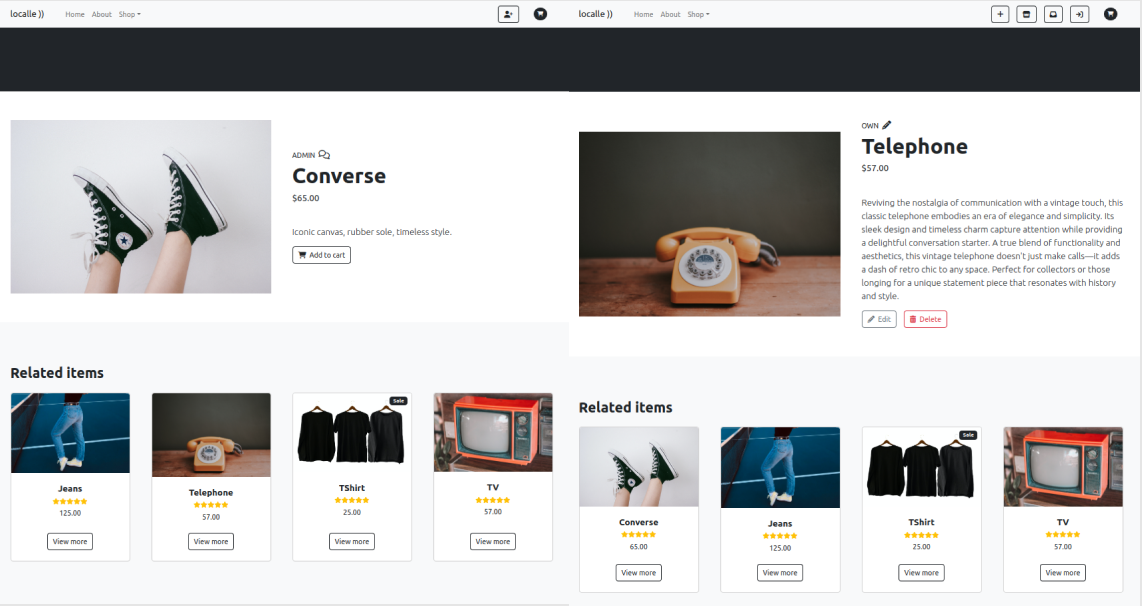 localle ))
Home About Shop
ADMIN
Converse
$65.00
Iconic canvas, rubber sole, timeless style.
Add to cart
Related items
Jeans
125.00
View more
Telephone
57.00
View more
Sale
TShirt
25.00
View more
TV
57.00
View more
localle ))
Home About Shop
OWN
Telephone
$57.00
Reviving the nostalgia of communication with a vintage touch, this
classic telephone embodies an era of elegance and simplicity. Its
sleek design and timeless charm capture attention while providing
a delightful conversation starter. A true blend of functionality and
aesthetics, this vintage telephone doesn't just make calls—it adds
a dash of retro chic to any space. Perfect for collectors or those
longing for a unique statement piece that resonates with history
and style.
Edit
Delete
Related items
Converse
65.00
View more
Jeans
125.00
View more
Sale
TShirt
25.00
View more
TV
57.00
View more